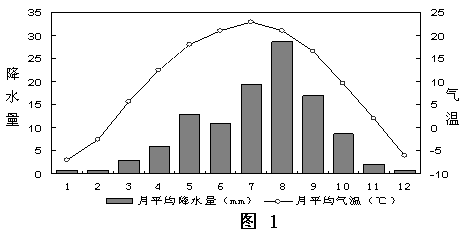 35 30 25 20 15 10 5 0
降水量
25 20 15 10 5 0 -5 -10
气温
1 2 3 4 5 6 7 8 9 10 11 12
月平均降水量（mm） 月平均气温（℃）
图 1